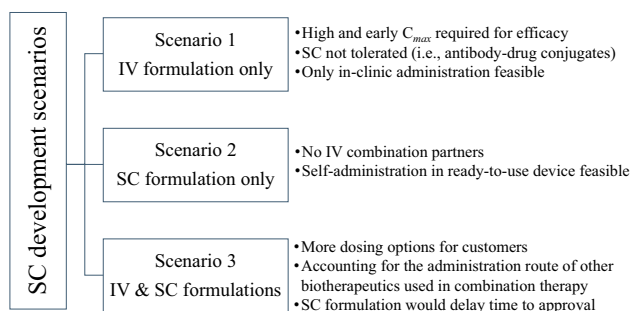 SC development scenarios
Scenario 1
IV formulation only
•High and early Cmax required for efficacy
•SC not tolerated (i.e., antibody-drug conjugates)
•Only in-clinic administration feasible
Scenario 2
SC formulation only
•No IV combination partners
•Self-administration in ready-to-use device feasible
Scenario 3
IV & SC formulations
•More dosing options for customers
•Accounting for the administration route of other
biotherapeutics used in combination therapy
•SC formulation would delay time to approval